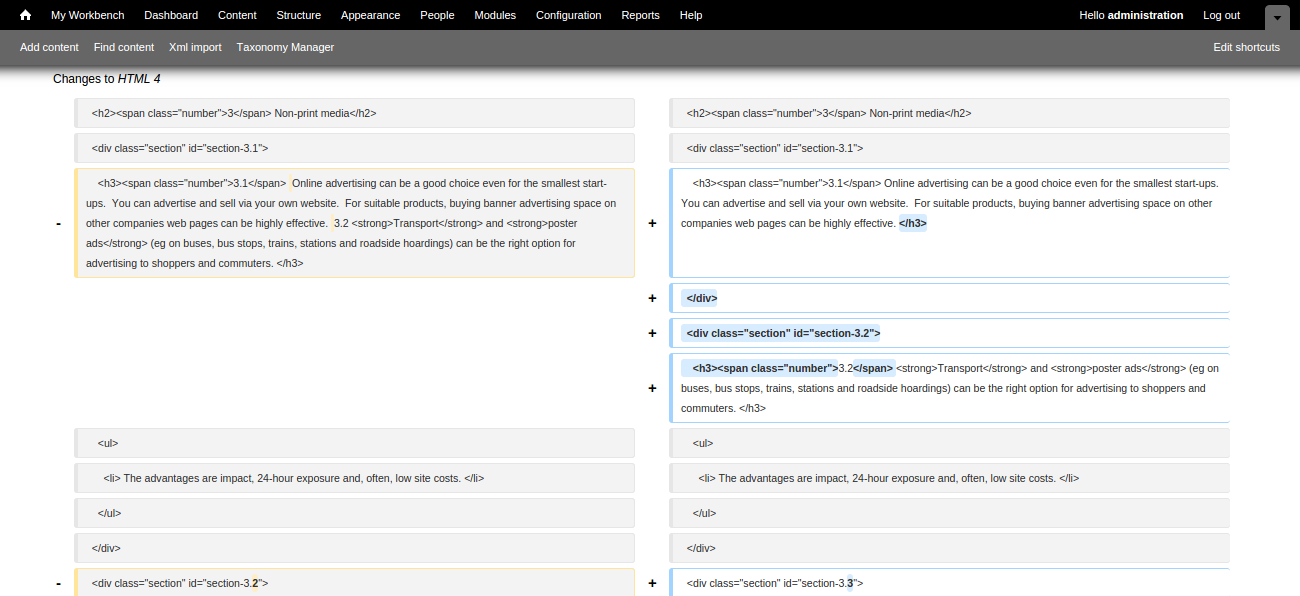 My Workbench Dashboard Content Structure Appearance People Modules Configuration Reports Help Hello administration Log out
Add content Find content Xml import Taxonomy Manager Edit shortcuts
Changes to HTML 4
<h2><span class="number">3</span> Non-print media</h2>
<h2><span class="number">3</span> Non-print media</h2>
<div class="section" id="section-3.1">
<div class="section" id="section-3.1">
-
<h3><span class="number">3.1</span>  Online advertising can be a good choice even for the smallest start-
ups.  You can advertise and sell via your own website.  For suitable products, buying banner advertising space on
other companies web pages can be highly effective.  3.2 <strong>Transport</strong> and <strong>poster
ads</strong> (eg on buses, bus stops, trains, stations and roadside hoardings) can be the right option for
advertising to shoppers and commuters. </h3>
+
<h3><span class="number">3.1</span> Online advertising can be a good choice even for the smallest start-ups.
You can advertise and sell via your own website.  For suitable products, buying banner advertising space on other
companies web pages can be highly effective. </h3>
+ </div>
+ <div class="section" id="section-3.2">
+
<h3><span class="number">3.2</span> <strong>Transport</strong> and <strong>poster ads</strong> (eg on
buses, bus stops, trains, stations and roadside hoardings) can be the right option for advertising to shoppers and
commuters. </h3>
<ul>
<ul>
<li> The advantages are impact, 24-hour exposure and, often, low site costs. </li>
<li> The advantages are impact, 24-hour exposure and, often, low site costs. </li>
</ul>
</ul>
</div>
</div>
- <div class="section" id="section-3.2">
+ <div class="section" id="section-3.3">